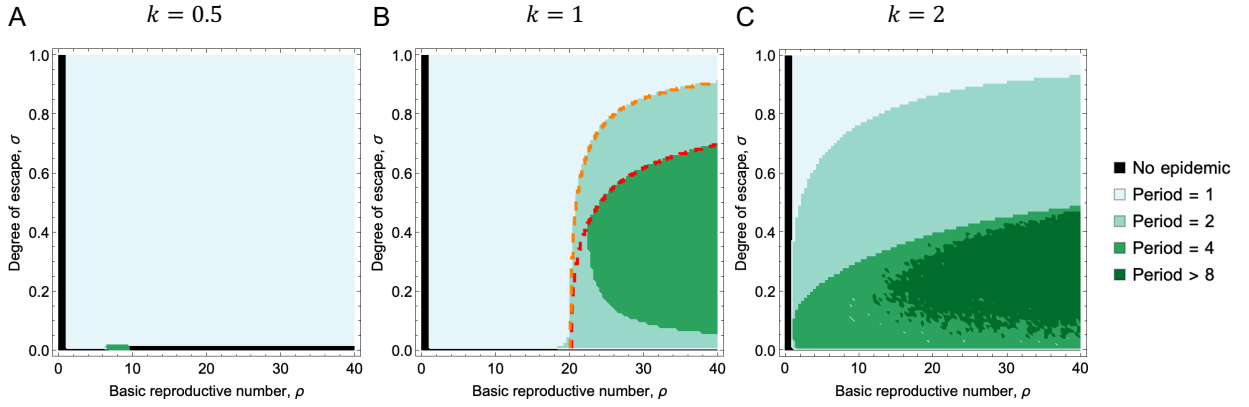 A
k = 0.5
B
k = 1
C
k = 2
1.0
0.8
0.6
0.4
0.2
0.0
Degree of escape, σ
0
10
20
30
40
Basic reproductive number, ρ
1.0
0.8
0.6
0.4
0.2
0.0
Degree of escape, σ
0
10
20
30
40
Basic reproductive number, ρ
1.0
0.8
0.6
0.4
0.2
0.0
Degree of escape, σ
0
10
20
30
40
Basic reproductive number, ρ
No epidemic
Period = 1
Period = 2
Period = 4
Period > 8